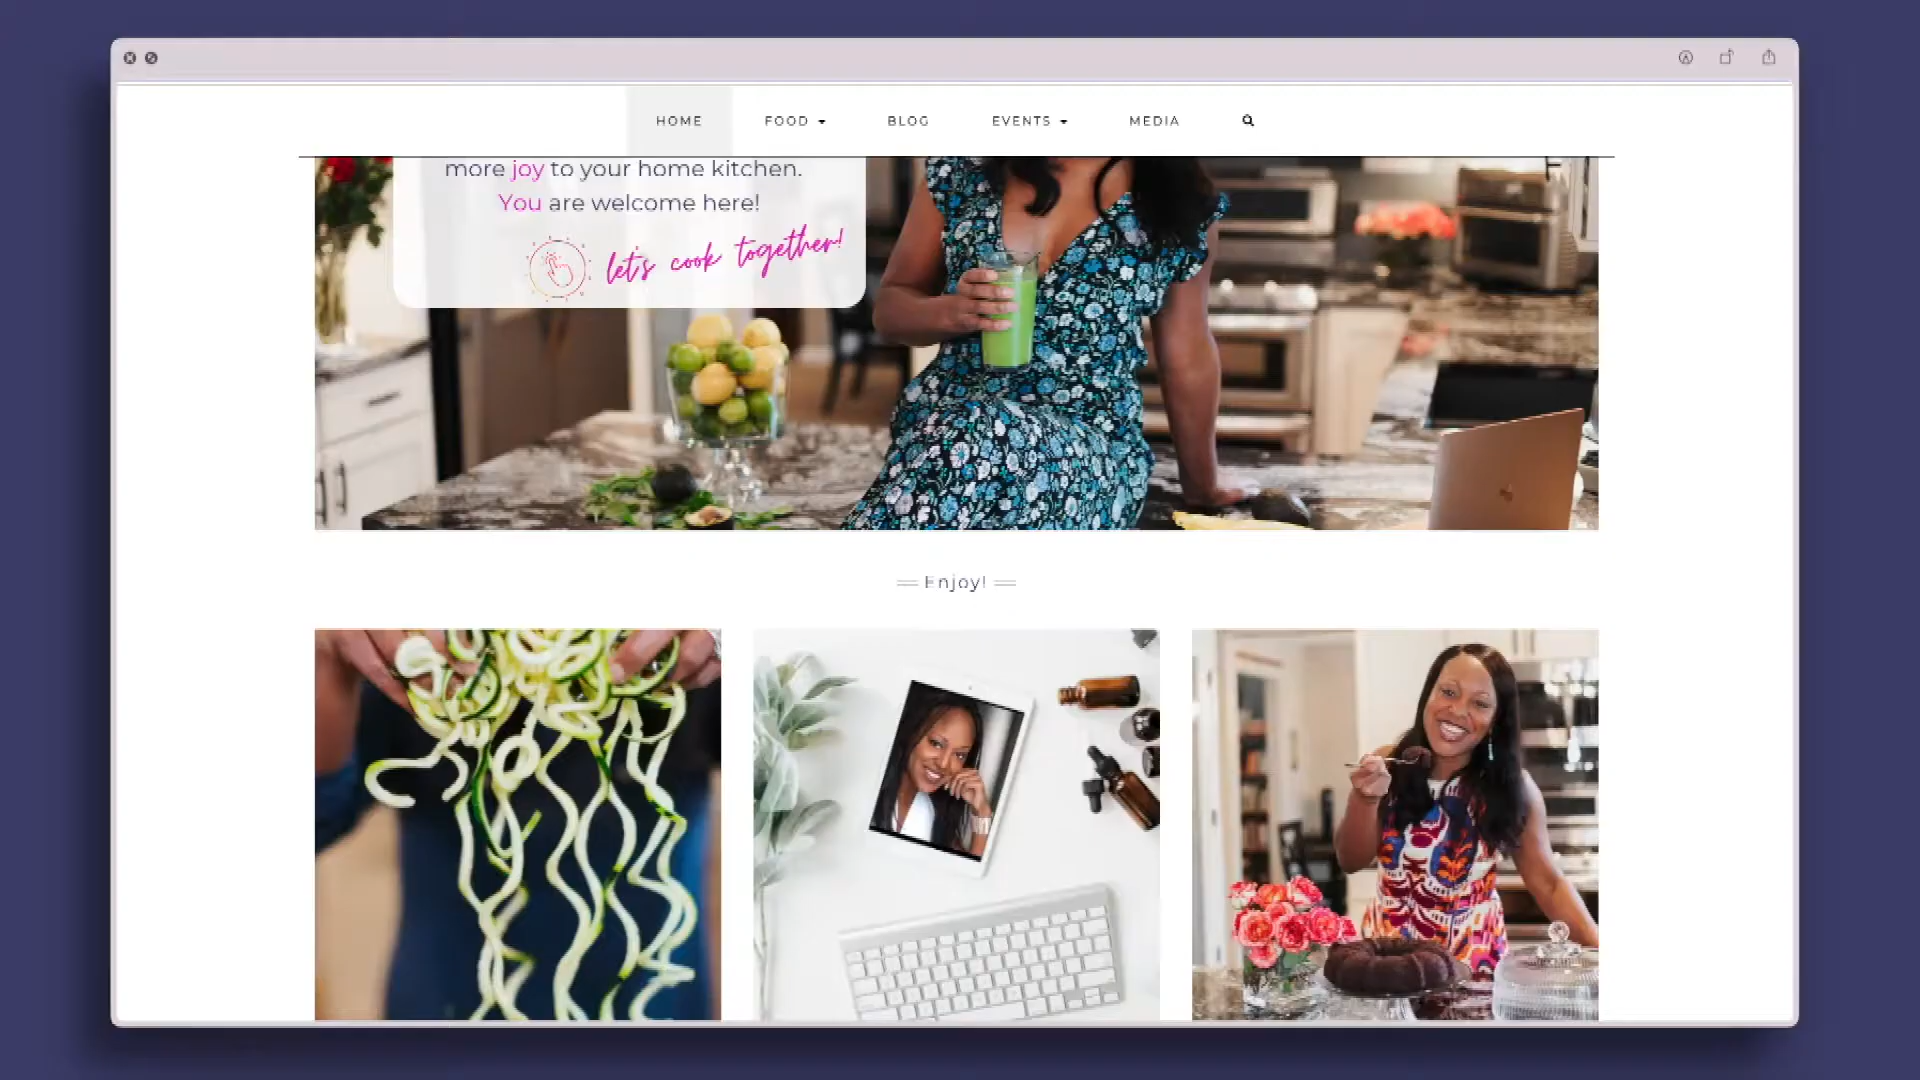 HOME FOOD BLOG EVENTS MEDIA
more joy to your home kitchen.
You are welcome here!
let's cook together!
Enjoy!